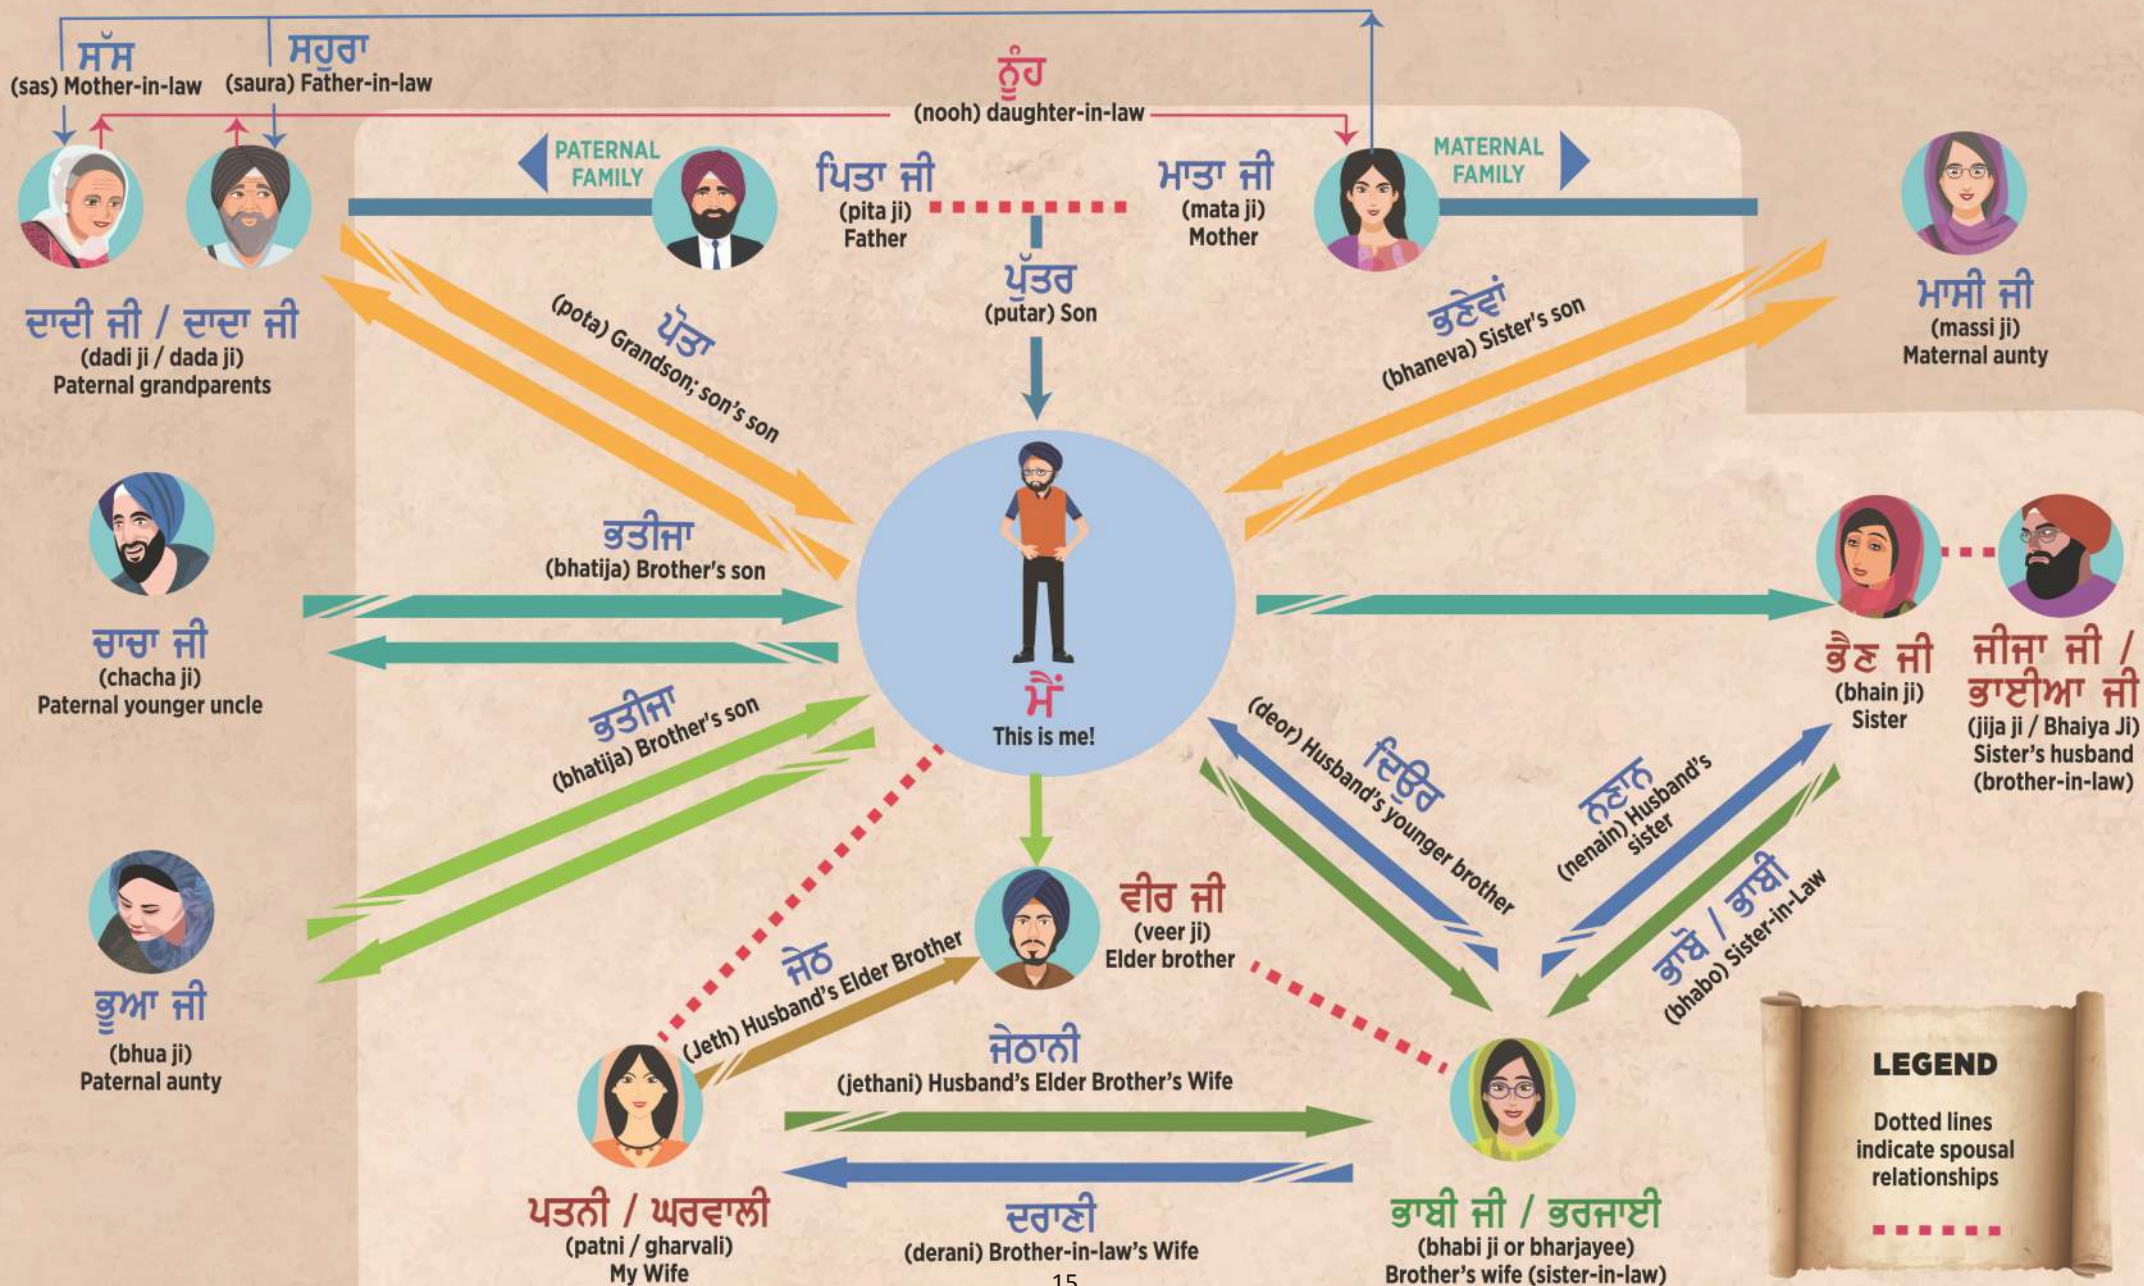 ਸੱਸ
(sas) Mother-in-law
ਸਹੁਰਾ
(saura) Father-in-law
ਨੂੰਹ
(nooh) daughter-in-law
PATERNAL
FAMILY
ਪਿਤਾ ਜੀ
(pita ji)
Father
ਮਾਤਾ ਜੀ
(mata ji)
Mother
MATERNAL
FAMILY
ਦਾਦੀ ਜੀ / ਦਾਦਾ ਜੀ
(dadi ji / dada ji)
Paternal grandparents
ਪੋਤਾ
(pota) Grandson; son's son
ਪੁੱਤਰ
(putar) Son
ਭਣੇਵਾਂ
(bhaneva) Sister's son
ਮਾਸੀ ਜੀ
(massi ji)
Maternal aunty
ਚਾਚਾ ਜੀ
(chacha ji)
Paternal younger uncle
ਭਤੀਜਾ
(bhatija) Brother's son
ਮੈਂ
This is me!
ਭੈਣ ਜੀ
(bhain ji)
Sister
ਜੀਜਾ ਜੀ /
ਭਾਈਆ ਜੀ
(jija ji / Bhaiya Ji)
Sister's husband
(brother-in-law)
ਭਤੀਜਾ
(bhatija) Brother's son
ਦਿਉਰ
(deor) Husband's younger brother
ਨਣਾਨ
(nenain) Husband's
sister
ਭਾਬੋ / ਭਾਬੀ
(bhabo) Sister-in-Law
ਭੂਆ ਜੀ
(bhua ji)
Paternal aunty
ਵੀਰ ਜੀ
(veer ji)
Elder brother
ਜੇਠ
(Jeth) Husband's Elder Brother
ਜੇਠਾਨੀ
(jethani) Husband's Elder Brother's Wife
ਪਤਨੀ / ਘਰਵਾਲੀ
(patni / gharvali)
My Wife
ਦਰਾਣੀ
(derani) Brother-in-law's Wife
ਭਾਬੀ ਜੀ / ਭਰਜਾਈ
(bhabi ji or bharjayee)
Brother's wife (sister-in-law)
LEGEND
Dotted lines
indicate spousal
relationships
15